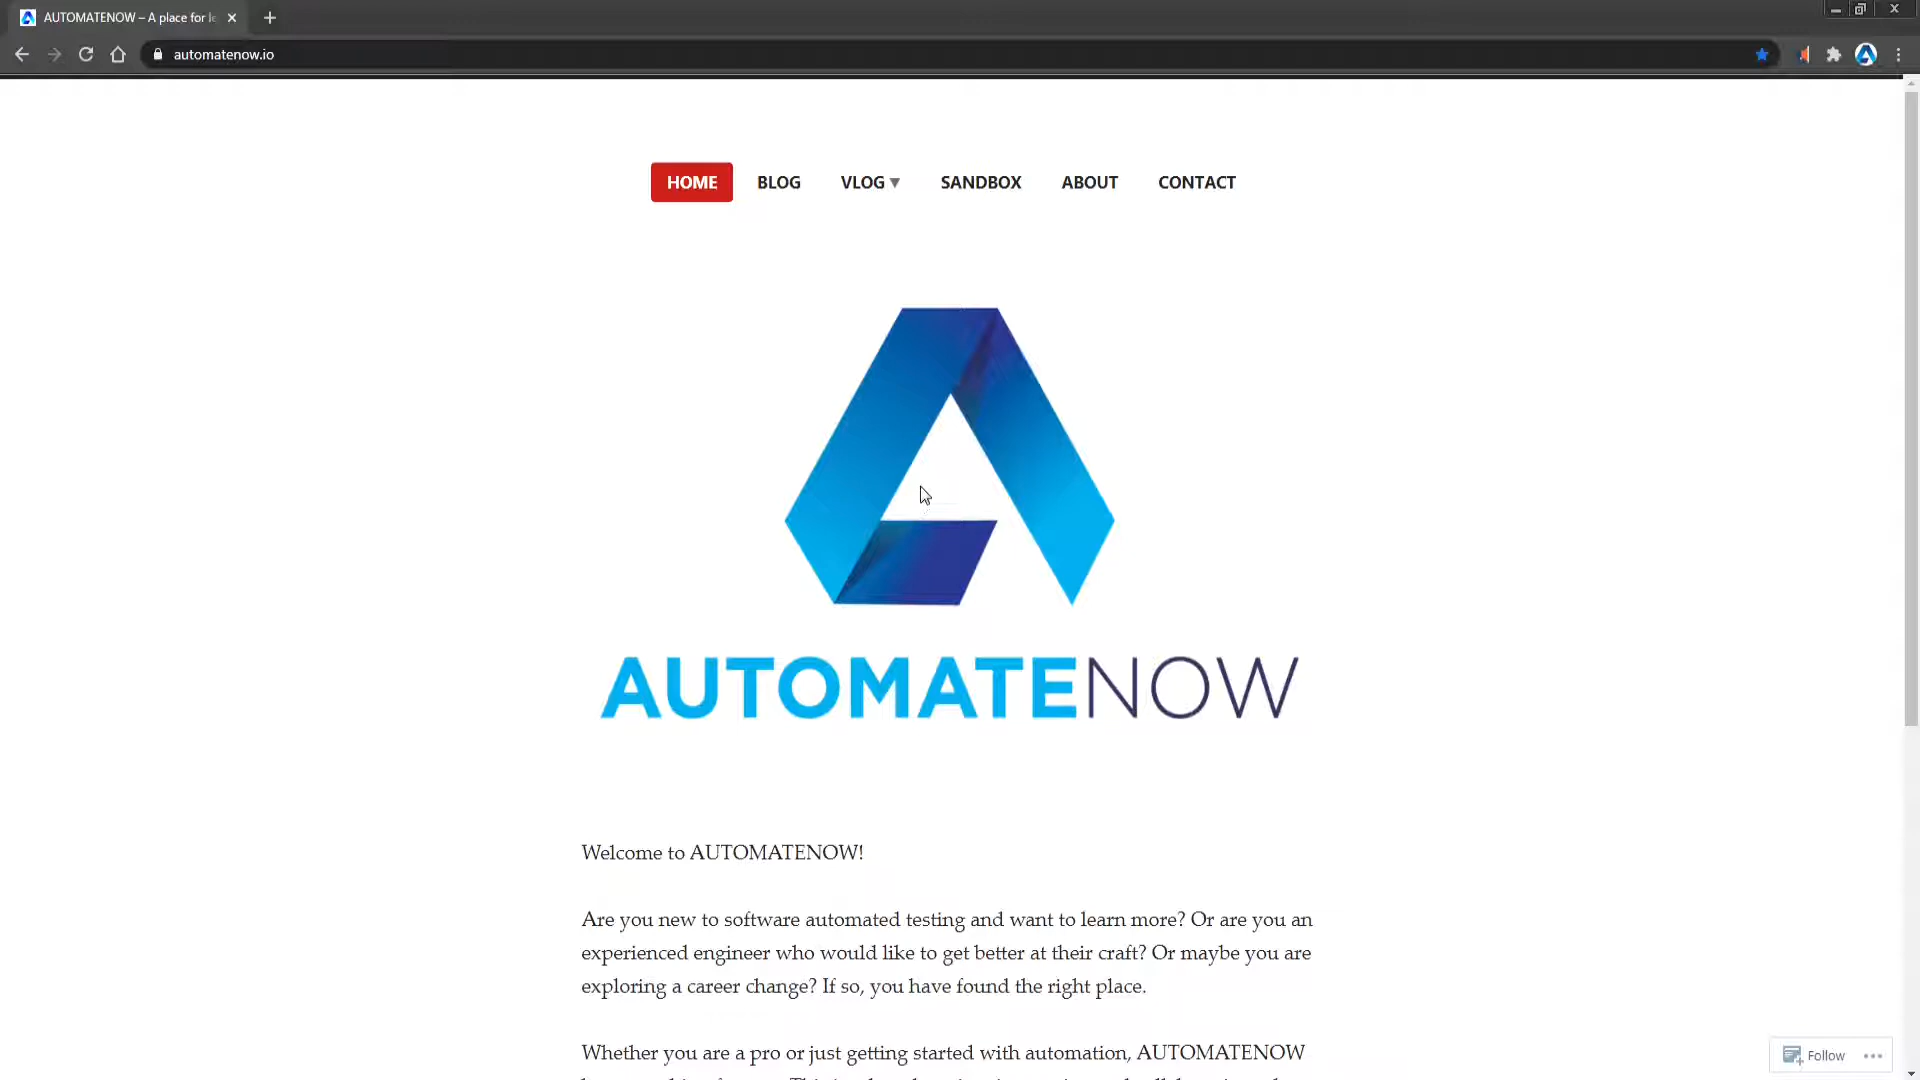 AUTOMATENOW – A place for le
automatenow.io
HOME BLOG VLOG ▼ SANDBOX ABOUT CONTACT
AUTOMATENOW
Welcome to AUTOMATENOW!
Are you new to software automated testing and want to learn more? Or are you an
experienced engineer who would like to get better at their craft? Or maybe you are
exploring a career change? If so, you have found the right place.
Whether you are a pro or just getting started with automation, AUTOMATENOW
Follow